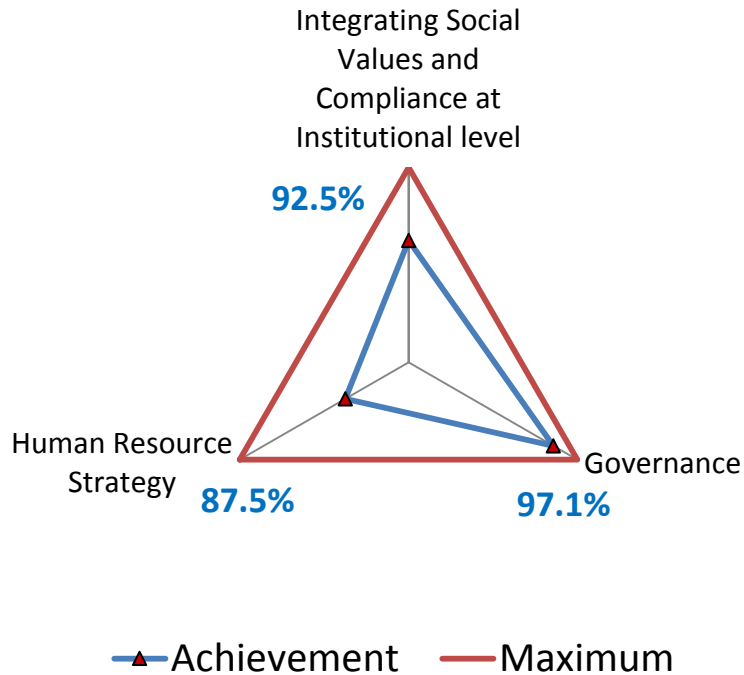 Integrating Social
Values and
Compliance at
Institutional level
92.5%
Human Resource
Strategy
87.5%
Governance
97.1%
Achievement
Maximum